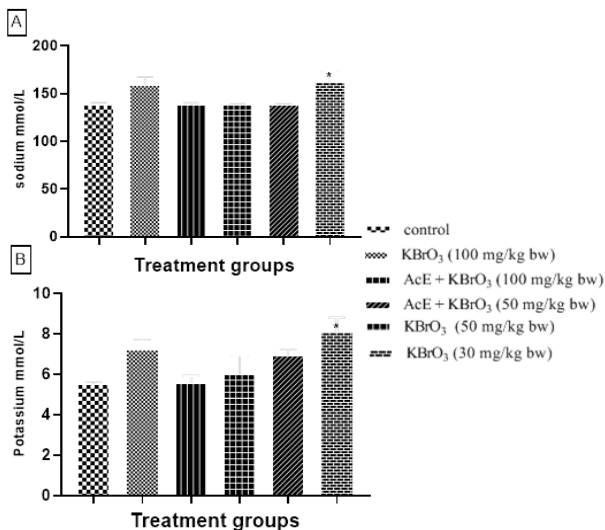 A
200
150
100
50
0
sodium mmol/L
*
Treatment groups
B
10
8
6
4
2
0
Potassium mmol/L
*
Treatment groups
control
KBrO₃ (100 mg/kg bw)
AcE + KBrO₃ (100 mg/kg bw)
AcE + KBrO₃ (50 mg/kg bw)
KBrO₃ (50 mg/kg bw)
KBrO₃ (30 mg/kg bw)